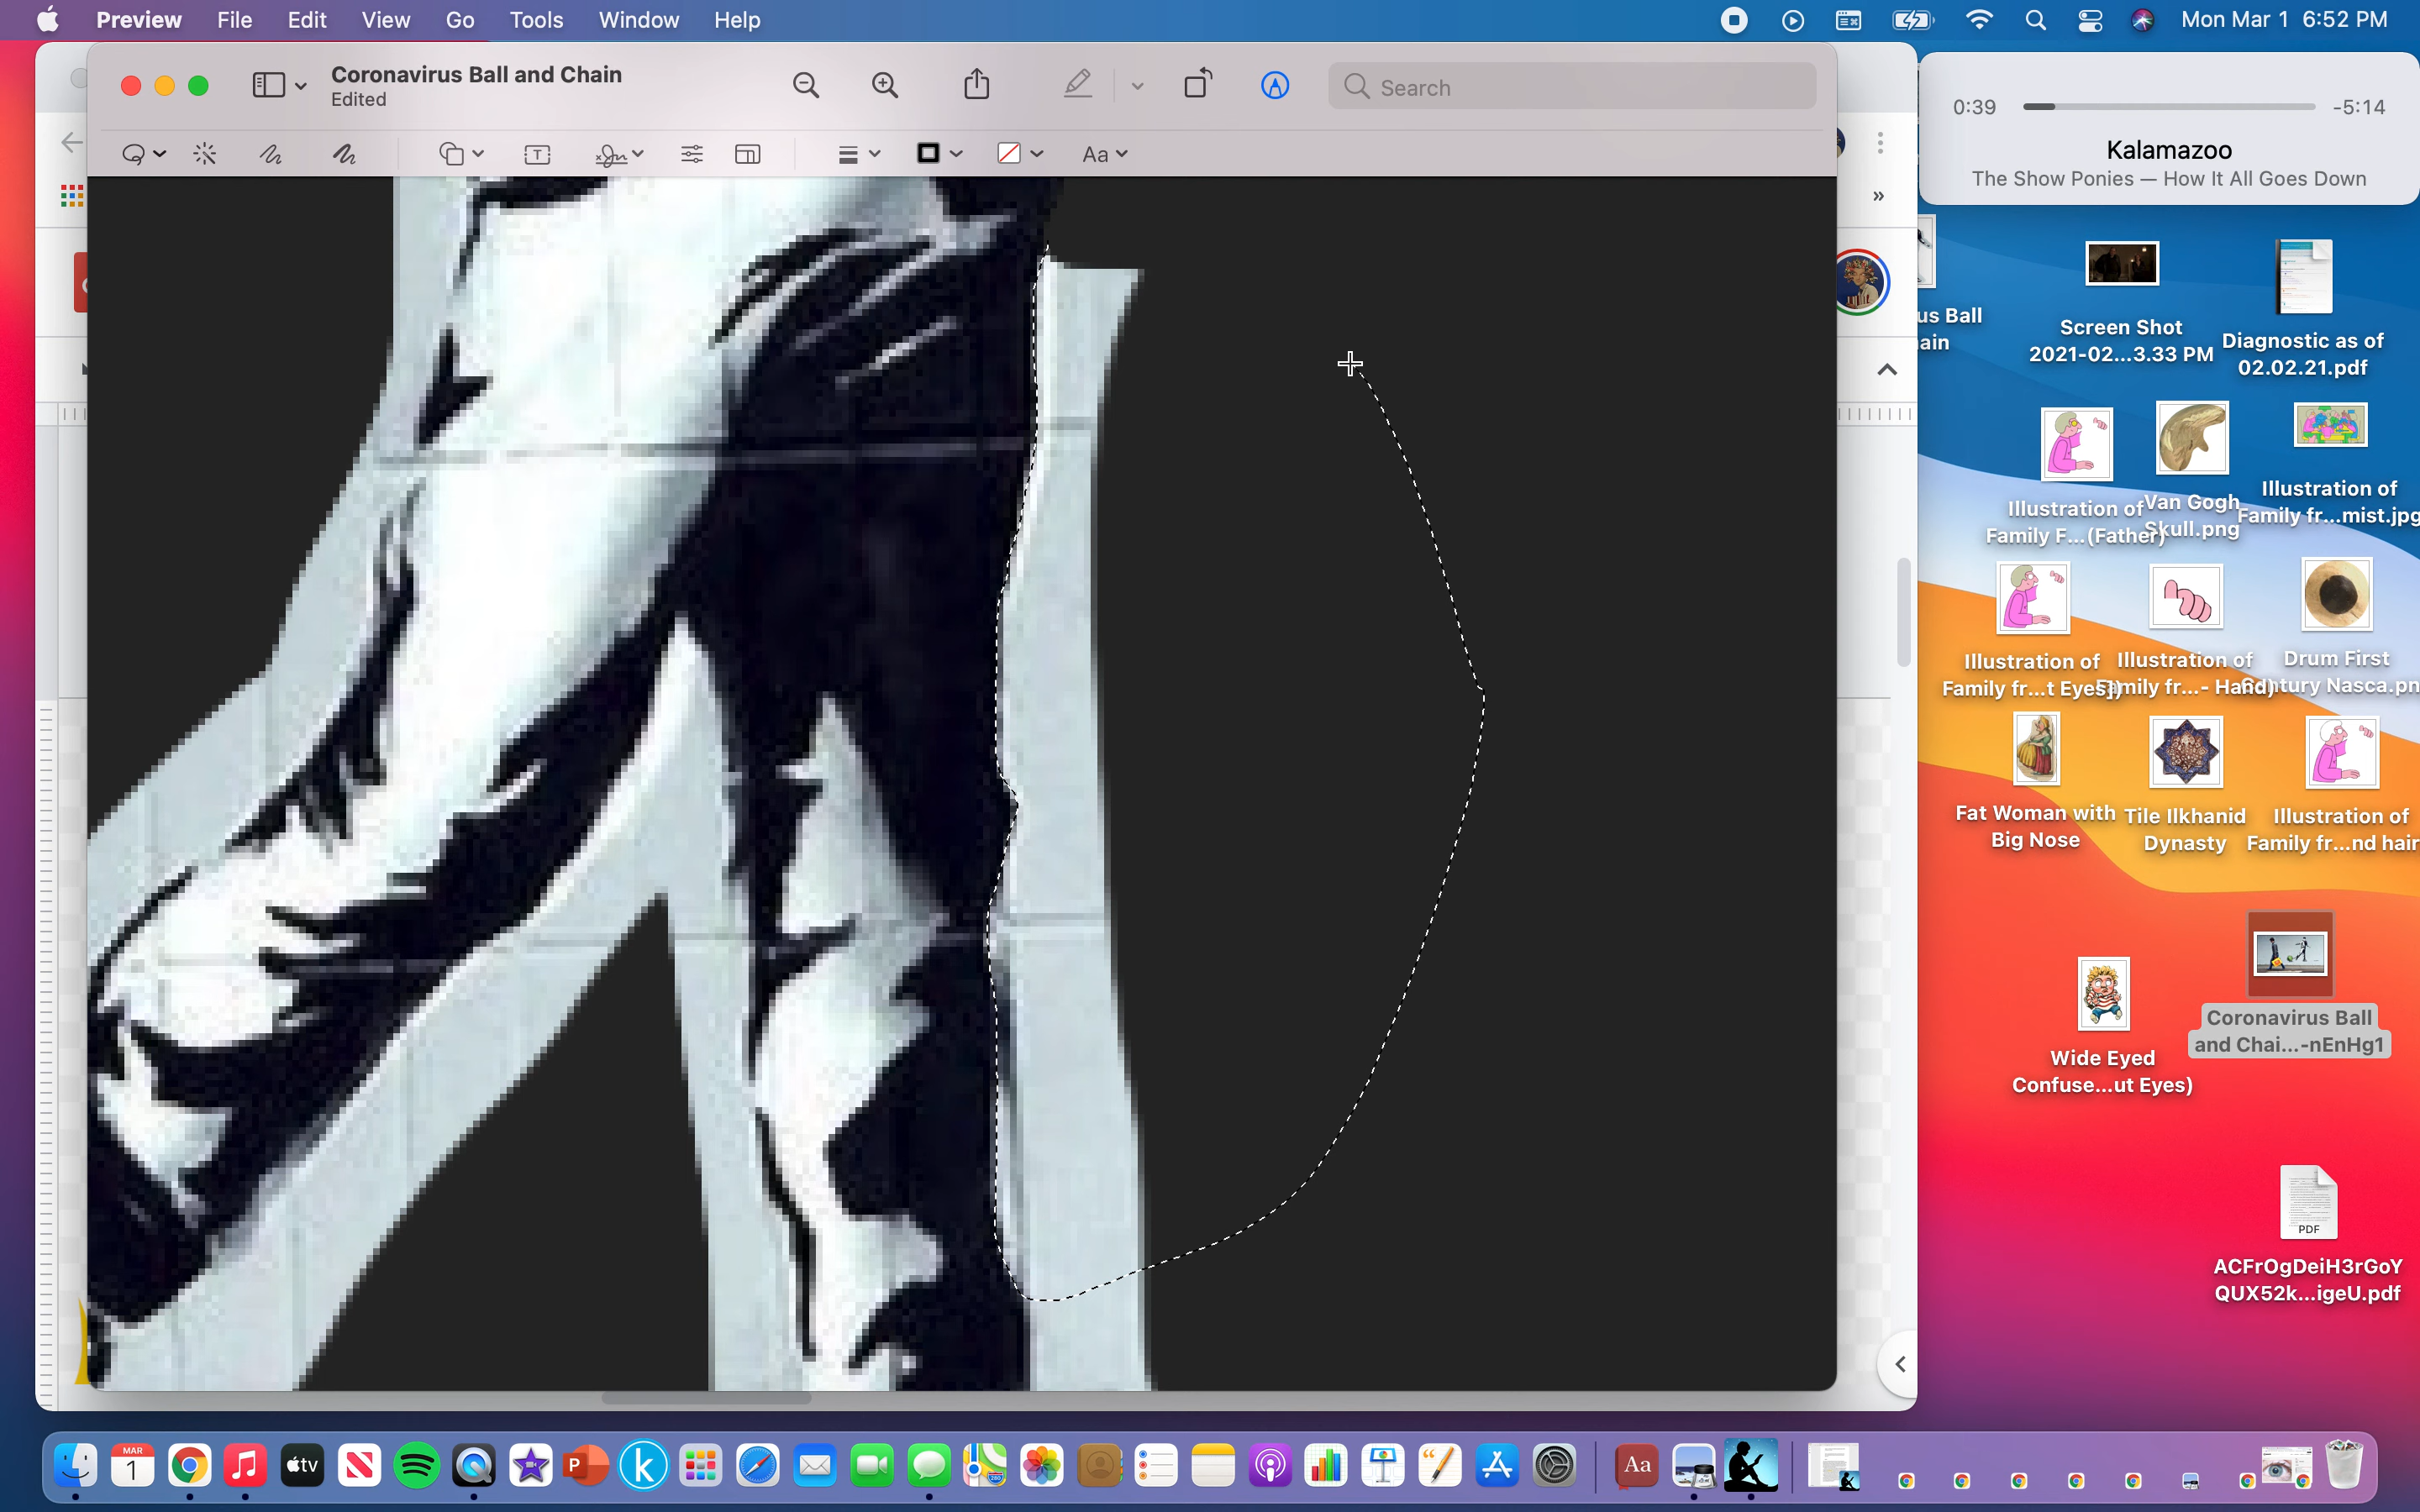 Preview File Edit View Go Tools Window Help
Mon Mar 1 6:52 PM
Coronavirus Ball and Chain
Edited
Search
Aa
0:39
-5:14
Kalamazoo
The Show Ponies — How It All Goes Down
us Ball
ain
Screen Shot
2021-02...3.33 PM
Diagnostic as of
02.02.21.pdf
Illustration of
Family F...(Father)
Van Gogh
Skull.png
Illustration of
Family fr...mist.jpg
Illustration of
Family fr...t Eyes)
Illustration of
Family fr...- Hand)
Drum First
Century Nasca.pn
Fat Woman with
Big Nose
Tile Ilkhanid
Dynasty
Illustration of
Family fr...nd hair
Wide Eyed
Confuse...ut Eyes)
Coronavirus Ball
and Chai...-nEnHg1
PDF
ACFrOgDeiH3rGoY
QUX52k...igeU.pdf
MAR
1
tv
P
k
280
Aa